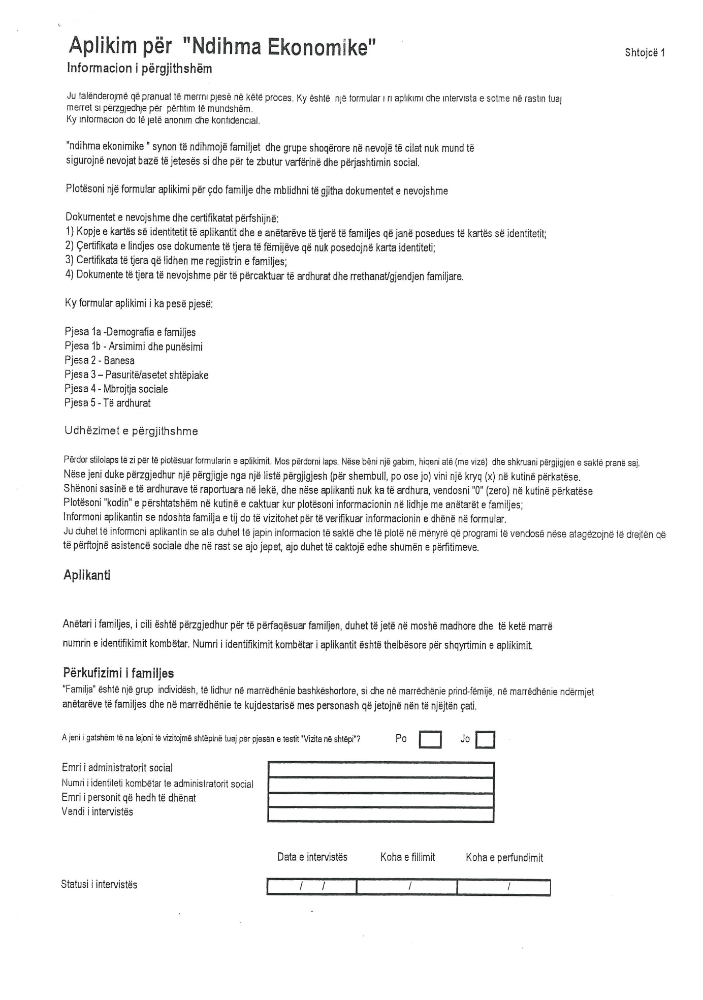 Aplikim për "Ndihma Ekonomike"
Shtojcë 1
Informacion i përgjithshëm
Ju falënderojmë që pranuat të merrni pjesë në këtë proces. Ky është një formular i ri aplikimi dhe intervista e sotme në rastin tuaj
merret si përzgjedhje për përfitim të mundshëm.
Ky informacion do të jetë anonim dhe konfidencial.
"ndihma ekonimike " synon të ndihmojë familjet dhe grupe shoqërore në nevojë të cilat nuk mund të
sigurojnë nevojat bazë të jetesës si dhe për te zbutur varfërinë dhe përjashtimin social.
Plotësoni një formular aplikimi për çdo familje dhe mblidhni të gjitha dokumentet e nevojshme
Dokumentet e nevojshme dhe certifikatat përfshijnë:
1) Kopje e kartës së identitetit të aplikantit dhe e anëtarëve të tjerë të familjes që janë posedues të kartës së identitetit;
2) Çertifikata e lindjes ose dokumente të tjera të fëmijëve që nuk posedojnë karta identiteti;
3) Certifikata të tjera që lidhen me regjistrin e familjes;
4) Dokumente të tjera të nevojshme për të përcaktuar të ardhurat dhe rrethanat/gjendjen familjare.
Ky formular aplikimi i ka pesë pjesë:
Pjesa 1a -Demografia e familjes
Pjesa 1b - Arsimimi dhe punësimi
Pjesa 2 - Banesa
Pjesa 3 – Pasuritë/asetet shtëpiake
Pjesa 4 - Mbrojtja sociale
Pjesa 5 - Të ardhurat
Udhëzimet e përgjithshme
Përdor stilolaps të zi për të plotësuar formularin e aplikimit. Mos përdorni laps. Nëse bëni një gabim, hiqeni atë (me vizë) dhe shkruani përgjigjen e saktë pranë saj.
Nëse jeni duke përzgjedhur një përgjigje nga një listë përgjigjesh (për shembull, po ose jo) vini një kryq (x) në kutinë përkatëse.
Shënoni sasinë e të ardhurave të raportuara në lekë, dhe nëse aplikanti nuk ka të ardhura, vendosni "0" (zero) në kutinë përkatëse
Plotësoni "kodin" e përshtatshëm në kutinë e caktuar kur plotësoni informacionin në lidhje me anëtarët e familjes;
Informoni aplikantin se ndoshta familja e tij do të vizitohet për të verifikuar informacionin e dhënë në formular.
Ju duhet të informoni aplikantin se ata duhet të japin informacion të saktë dhe të plotë në mënyrë që programi të vendosë nëse atagëzojnë të drejtën që
të përftojnë asistencë sociale dhe në rast se ajo jepet, ajo duhet të caktojë edhe shumën e përfitimeve.
Aplikanti
Anëtari i familjes, i cili është përzgjedhur për të përfaqësuar familjen, duhet të jetë në moshë madhore dhe të ketë marrë
numrin e identifikimit kombëtar. Numri i identifikimit kombëtar i aplikantit është thelbësore për shqyrtimin e aplikimit.
Përkufizimi i familjes
"Familja" është një grup individësh, të lidhur në marrëdhënie bashkëshortore, si dhe në marrëdhënie prind-fëmijë, në marrëdhënie ndërmjet
anëtarëve të familjes dhe në marrëdhënie te kujdestarisë mes personash që jetojnë nën të njëjtën çati.
A jeni i gatshëm të na lejoni të vizitojmë shtëpinë tuaj për pjesën e testit "Vizita në shtëpi"? Po Jo
Emri i administratorit social
Numri i identiteti kombëtar te administratorit social
Emri i personit që hedh të dhënat
Vendi i intervistës
Data e intervistës Koha e fillimit Koha e perfundimit
Statusi i intervistës / / / /